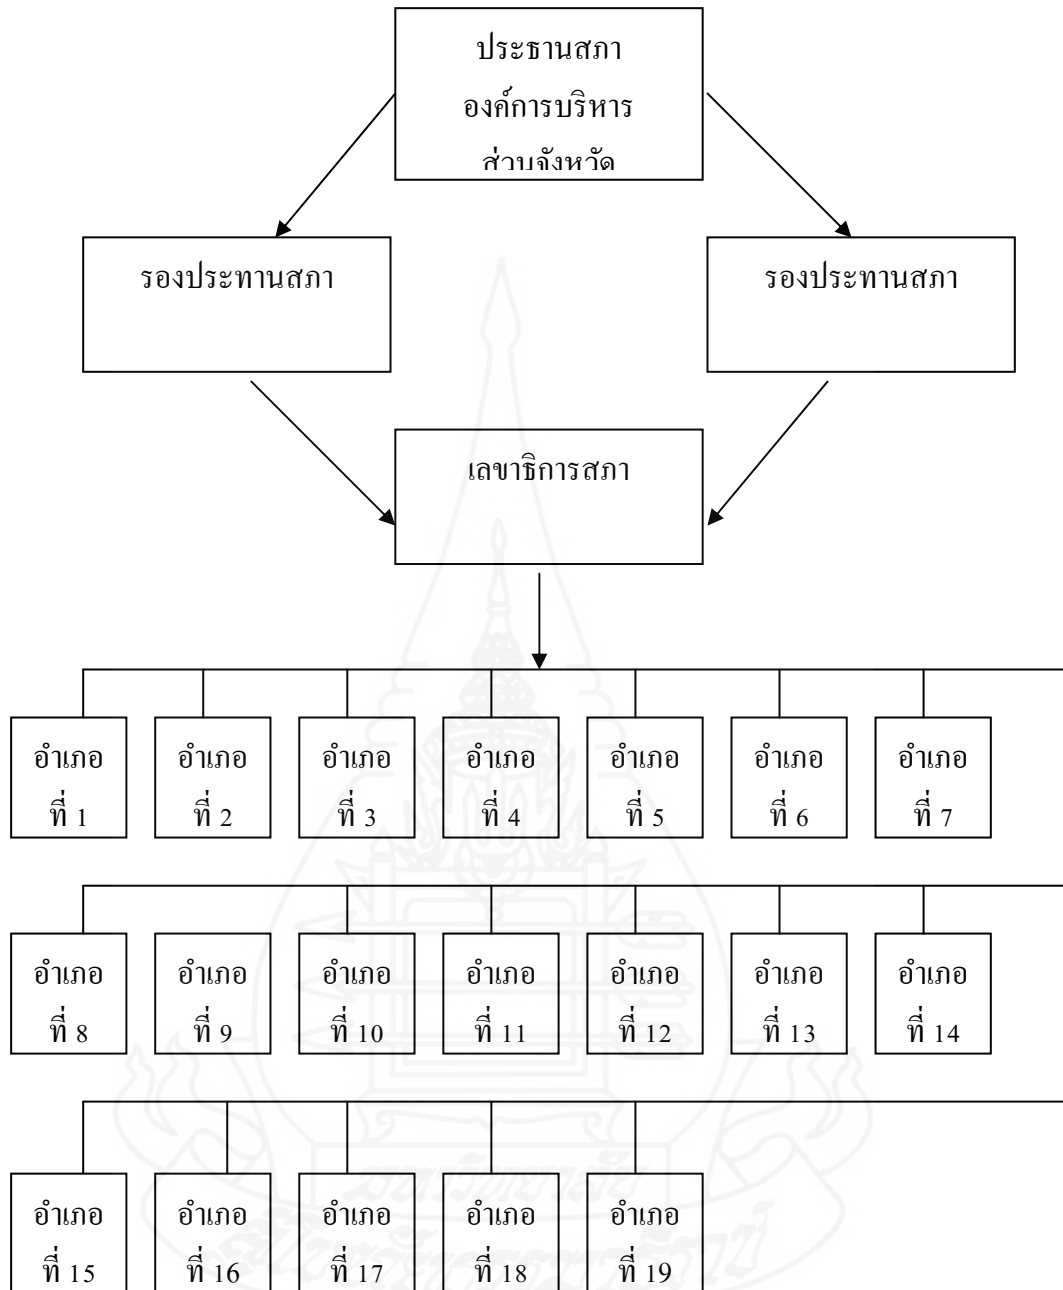 ประธานสภา
องค์การบริหาร
ส่วนจังหวัด
รองประทานสภา
รองประทานสภา
เลขาธิการสภา
อำเภอ
ที่ 1
อำเภอ
ที่ 2
อำเภอ
ที่ 3
อำเภอ
ที่ 4
อำเภอ
ที่ 5
อำเภอ
ที่ 6
อำเภอ
ที่ 7
อำเภอ
ที่ 8
อำเภอ
ที่ 9
อำเภอ
ที่ 10
อำเภอ
ที่ 11
อำเภอ
ที่ 12
อำเภอ
ที่ 13
อำเภอ
ที่ 14
อำเภอ
ที่ 15
อำเภอ
ที่ 16
อำเภอ
ที่ 17
อำเภอ
ที่ 18
อำเภอ
ที่ 19